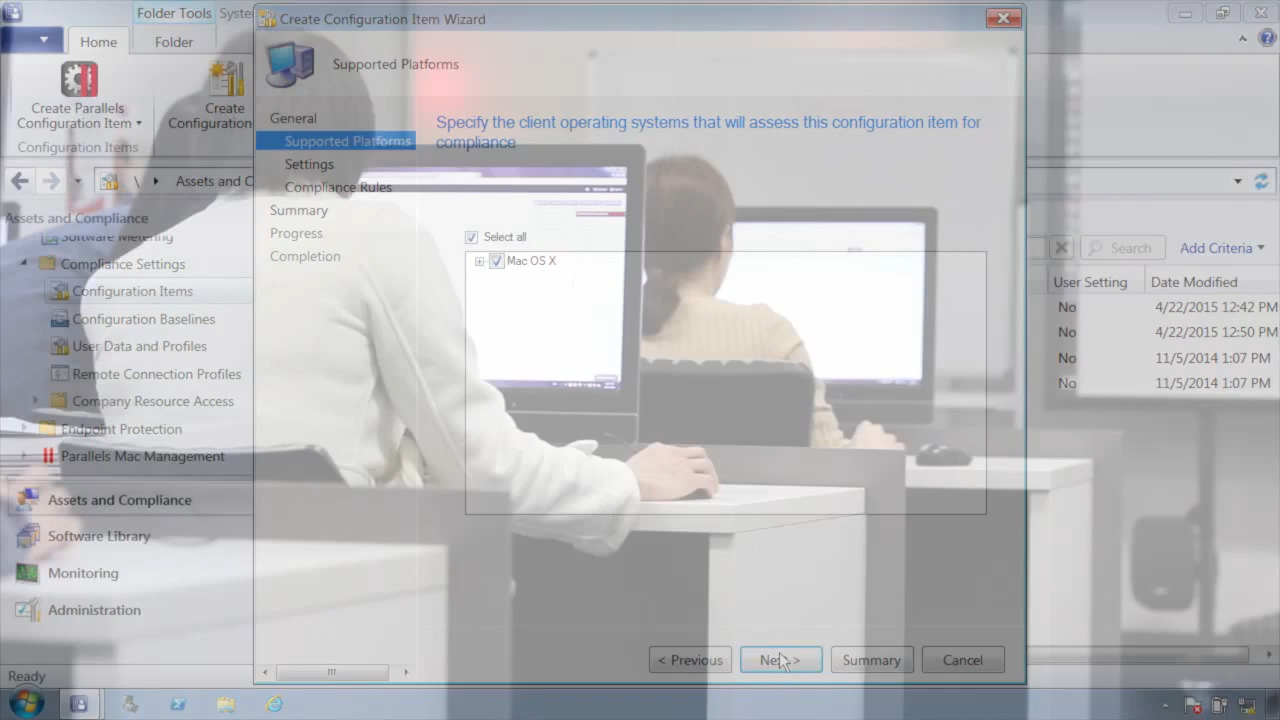 Folder Tools
Syste
Create Configuration Item Wizard
Home
Folder
Supported Platforms
Create Parallels
Configuration Item
Create
Configuration
Configuration Items
General
Supported Platforms
Settings
Compliance Rules
Summary
Progress
Completion
Specify the client operating systems that will assess this configuration item for
compliance
Select all
Mac OS X
\ Assets and C
Assets and Compliance
Software Metering
Compliance Settings
Configuration Items
Configuration Baselines
User Data and Profiles
Remote Connection Profiles
Company Resource Access
Endpoint Protection
Parallels Mac Management
Assets and Compliance
Software Library
Monitoring
Administration
Search
Add Criteria
User Setting Date Modified
No 4/22/2015 12:42 PM
No 4/22/2015 12:50 PM
No 11/5/2014 1:07 PM
No 11/5/2014 1:07 PM
< Previous
Next >
Summary
Cancel
Ready